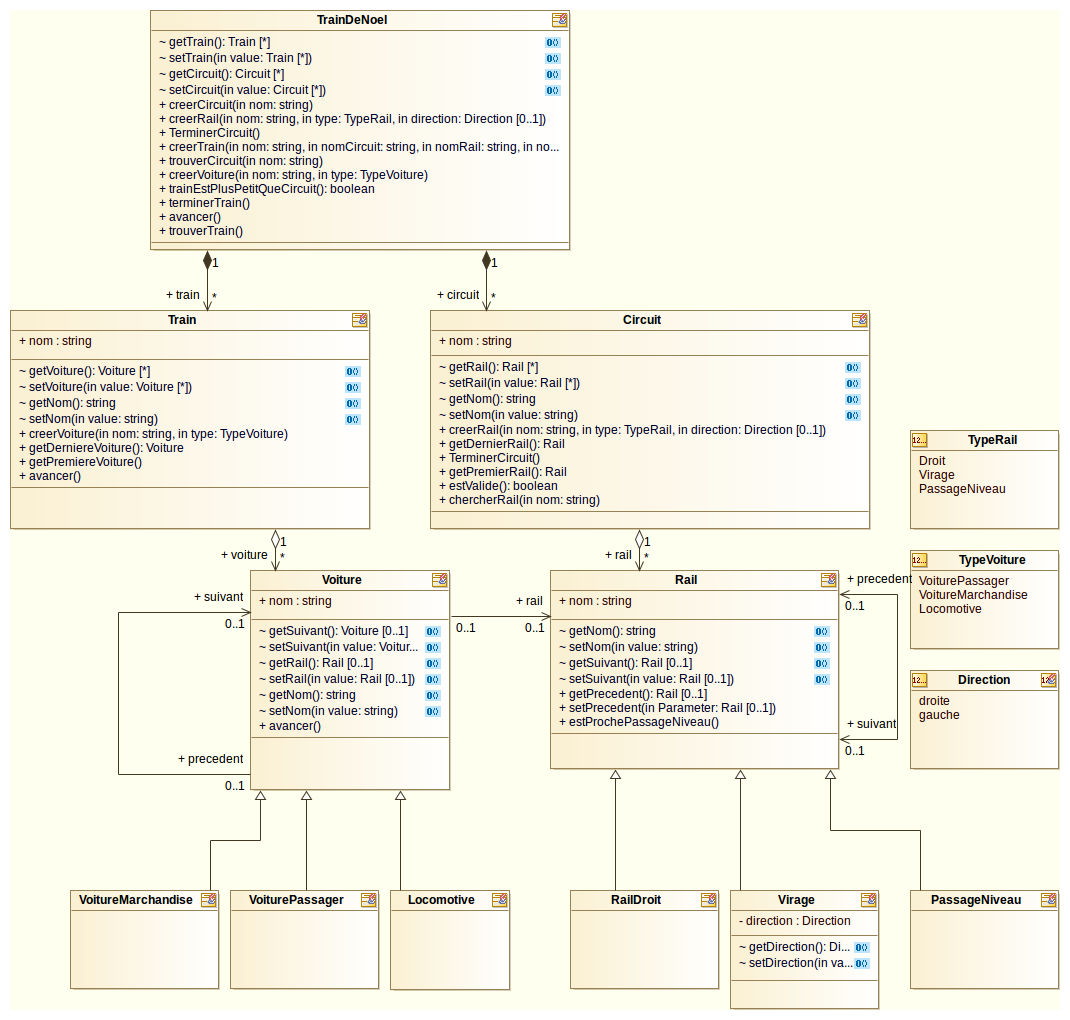 TrainDeNoel
~ getTrain(): Train [*]
~ setTrain(in value: Train [*])
~ getCircuit(): Circuit [*]
~ setCircuit(in value: Circuit [*])
+ creerCircuit(in nom: string)
+ creerRail(in nom: string, in type: TypeRail, in direction: Direction [0..1])
+ TerminerCircuit()
+ creerTrain(in nom: string, in nomCircuit: string, in nomRail: string, in no...
+ trouverCircuit(in nom: string)
+ creerVoiture(in nom: string, in type: TypeVoiture)
+ trainEstPlusPetitQueCircuit(): boolean
+ terminerTrain()
+ avancer()
+ trouverTrain()
1
+ train
*
1
+ circuit
*
Train
+ nom : string
~ getVoiture(): Voiture [*]
~ setVoiture(in value: Voiture [*])
~ getNom(): string
~ setNom(in value: string)
+ creerVoiture(in nom: string, in type: TypeVoiture)
+ getDerniereVoiture(): Voiture
+ getPremiereVoiture()
+ avancer()
Circuit
+ nom : string
~ getRail(): Rail [*]
~ setRail(in value: Rail [*])
~ getNom(): string
~ setNom(in value: string)
+ creerRail(in nom: string, in type: TypeRail, in direction: Direction [0..1])
+ getDernierRail(): Rail
+ TerminerCircuit()
+ getPremierRail(): Rail
+ estValide(): boolean
+ chercherRail(in nom: string)
TypeRail
Droit
Virage
PassageNiveau
1
+ voiture
*
1
+ rail
*
TypeVoiture
VoiturePassager
VoitureMarchandise
Locomotive
Voiture
+ nom : string
~ getSuivant(): Voiture [0..1]
~ setSuivant(in value: Voitur...
~ getRail(): Rail [0..1]
~ setRail(in value: Rail [0..1])
~ getNom(): string
~ setNom(in value: string)
+ avancer()
+ suivant
0..1
+ precedent
0..1
+ rail
0..1
0..1
Rail
+ nom : string
~ getNom(): string
~ setNom(in value: string)
~ getSuivant(): Rail [0..1]
~ setSuivant(in value: Rail [0..1])
+ getPrecedent(): Rail [0..1]
+ setPrecedent(in Parameter: Rail [0..1])
+ estProchePassageNiveau()
+ precedent
0..1
+ suivant
0..1
Direction
droite
gauche
VoitureMarchandise
VoiturePassager
Locomotive
RailDroit
Virage
- direction : Direction
~ getDirection(): Di...
~ setDirection(in va...
PassageNiveau